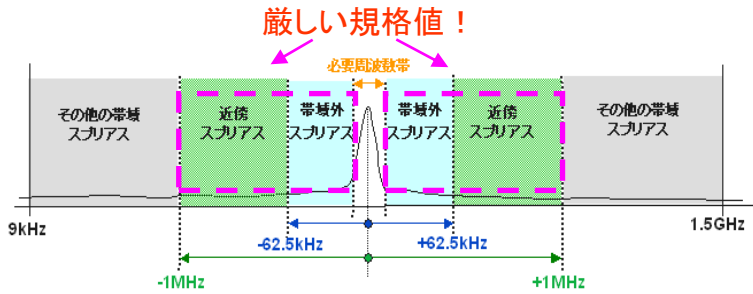 厳しい規格値！
必要周波数帯
その他の帯域
スプリアス
近傍
スプリアス
帯域外
スプリアス
帯域外
スプリアス
近傍
スプリアス
その他の帯域
スプリアス
9kHz
1.5GHz
-62.5kHz
+62.5kHz
-1MHz
+1MHz